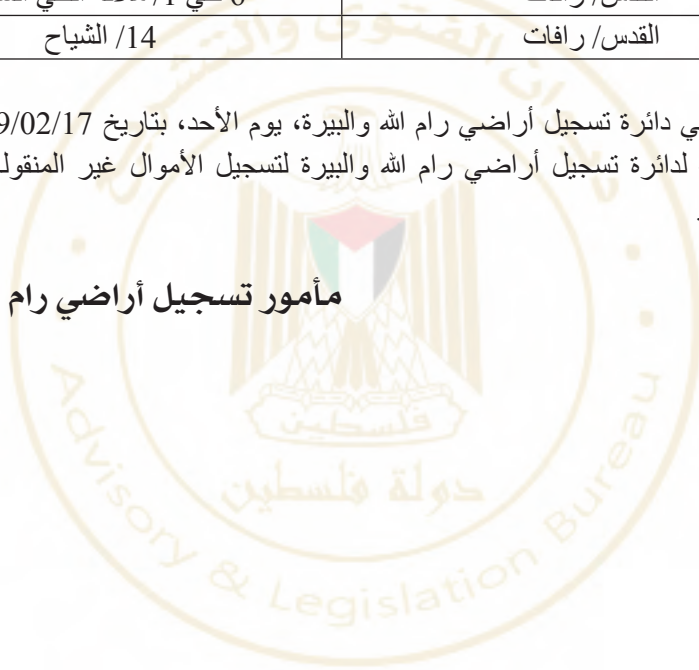 القدس/ رافات
14/ الشياح
دائرة تسجيل أراضي رام الله والبيرة، يوم الأحد، بتاريخ 9/02/17
لدائرة تسجيل أراضي رام الله والبيرة لتسجيل الأموال غير
مأمور تسجيل أراضي رام
فلسطين
دولة فلسطين
Advisory & Legislation Bureau